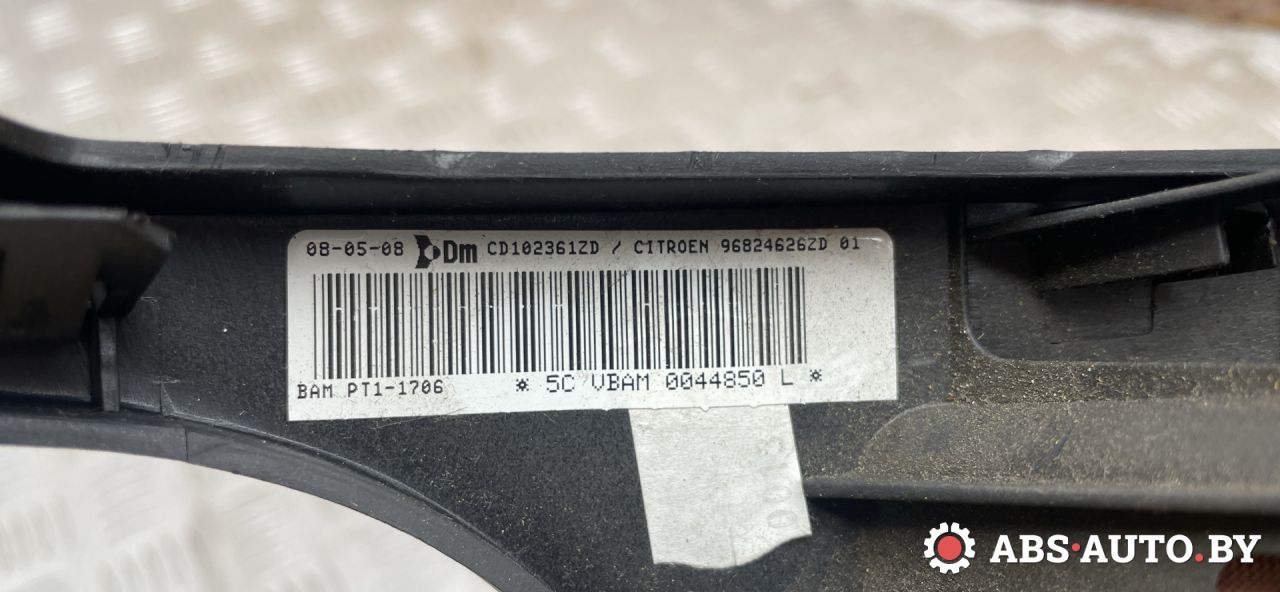 08-05-08 Dm CD102361ZD / CITROEN 96824626ZD 01
BAM PT1-1706 * 5C VBAM 0044850 L *
ABS·AUTO.BY